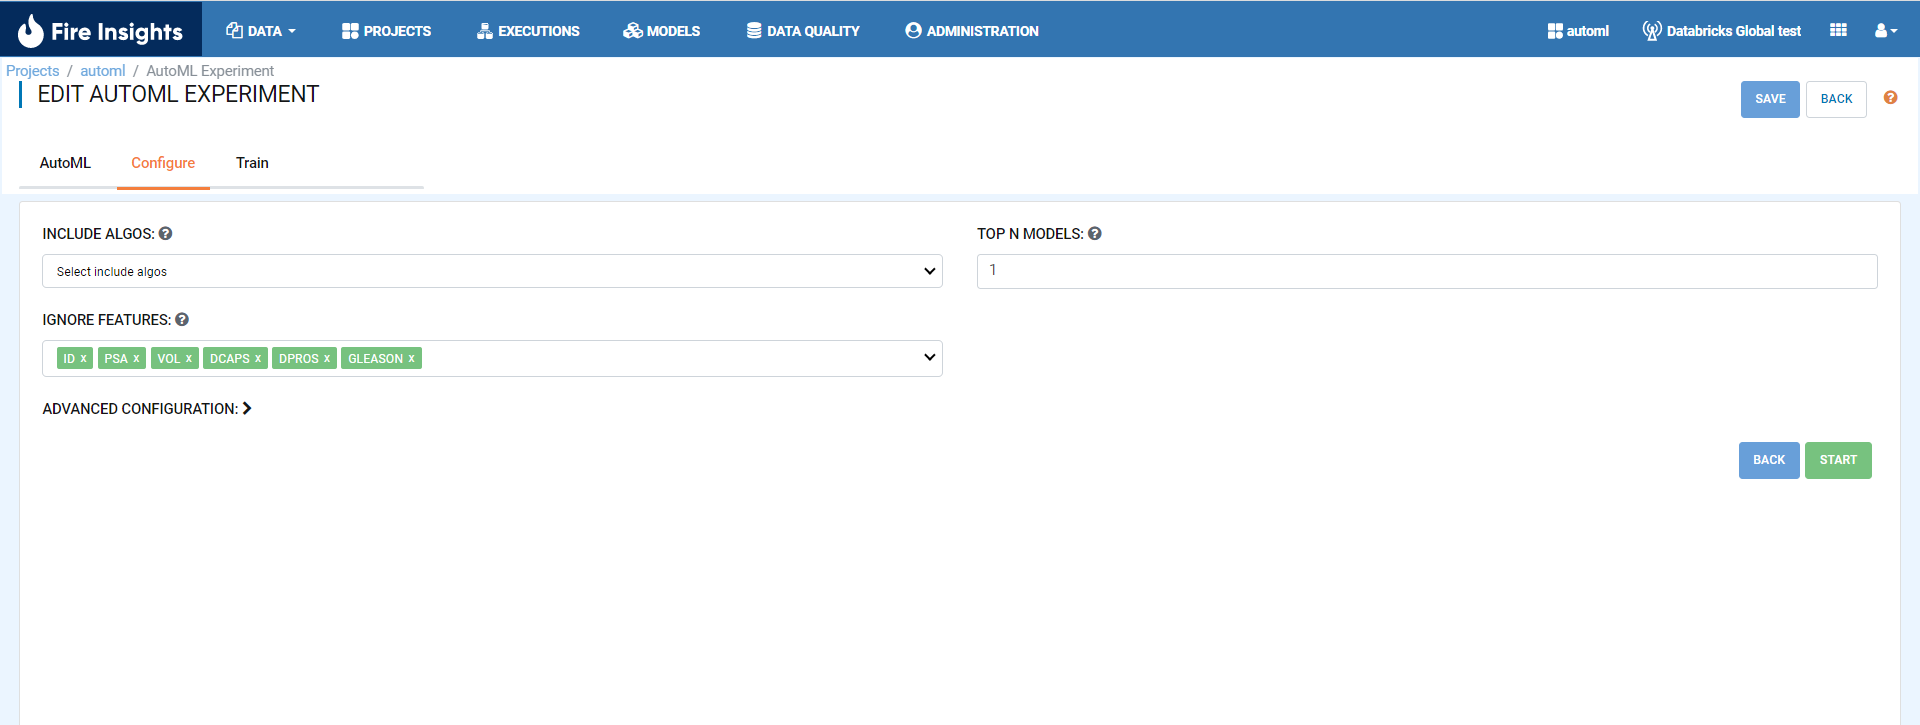 Fire Insights DATA PROJECTS EXECUTIONS MODELS DATA QUALITY ADMINISTRATION automl Databricks Global test
Projects / automl / AutoML Experiment
EDIT AUTOML EXPERIMENT
SAVE BACK ?
AutoML Configure Train
INCLUDE ALGOS: ? TOP N MODELS: ?
Select include algos 1
IGNORE FEATURES: ?
ID x PSA x VOL x DCAPS x DPROS x GLEASON x
ADVANCED CONFIGURATION:
BACK START